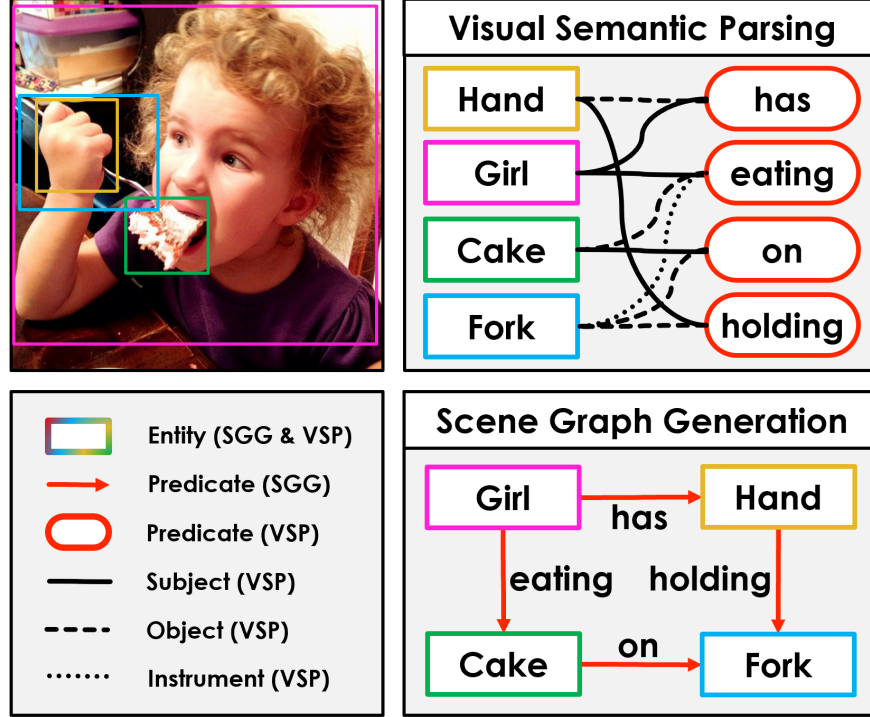 Visual Semantic Parsing
Hand
has
Girl
eating
Cake
on
Fork
holding
Entity (SGG & VSP)
Predicate (SGG)
Predicate (VSP)
Subject (VSP)
Object (VSP)
Instrument (VSP)
Scene Graph Generation
Girl
has
Hand
eating
holding
Cake
on
Fork